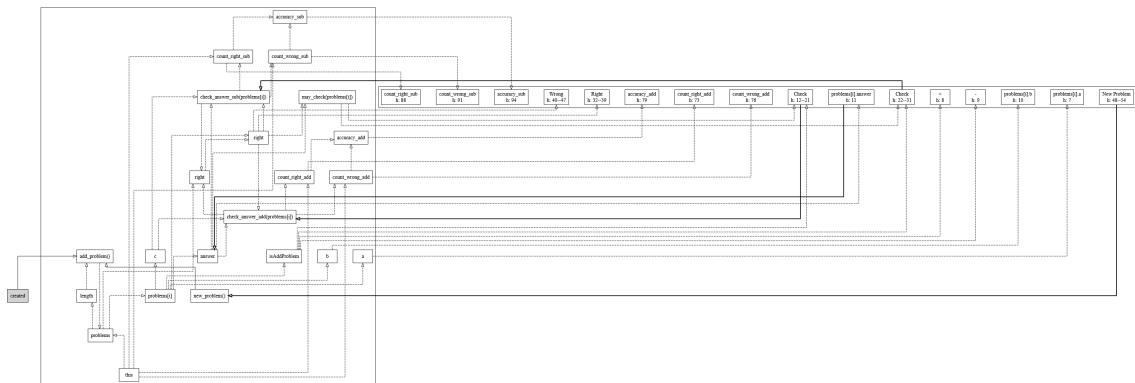 accuracy_sub
count_right_sub
count_wrong_sub
check_answer_sub(problems[i])
may_check(problems[i])
count_right_sub
h: 88
count_wrong_sub
h: 91
accuracy_sub
h: 94
Wrong
h: 40–47
Right
h: 32–39
accuracy_add
h: 79
count_right_add
h: 73
count_wrong_add
h: 76
Check
h: 12–21
problems[i].answer
h: 11
Check
h: 22–31
+
h: 8
-
h: 9
problems[i].b
h: 10
problems[i].a
h: 7
New Problem
h: 48–54
right
accuracy_add
right
count_right_add
count_wrong_add
check_answer_add(problems[i])
add_problem()
c
answer
isAddProblem
b
a
created
length
problems[i]
new_problem()
problems
this